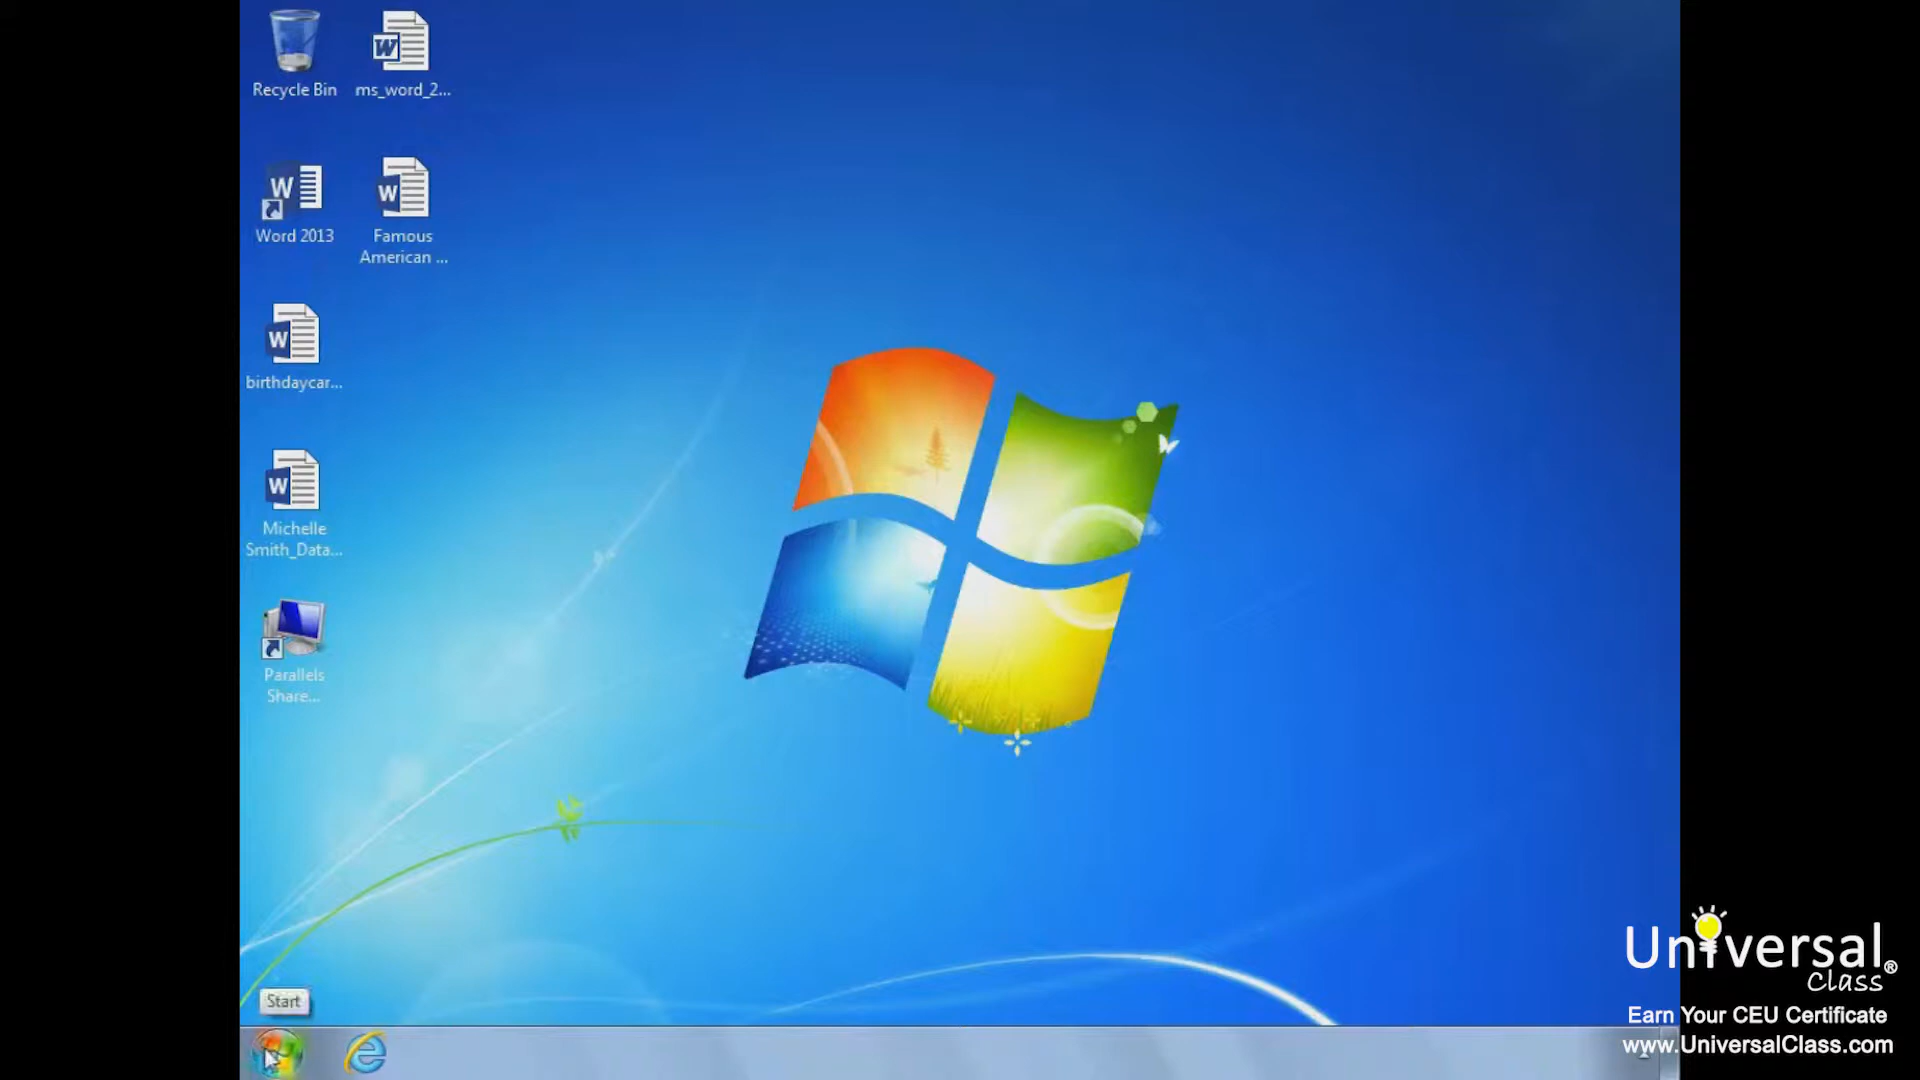 Recycle Bin
ms_word_2...
Word 2013
Famous
American ...
birthdaycar...
Michelle
Smith_Data...
Parallels
Share...
Start
Universal®
Class
Earn Your CEU Certificate
www.UniversalClass.com